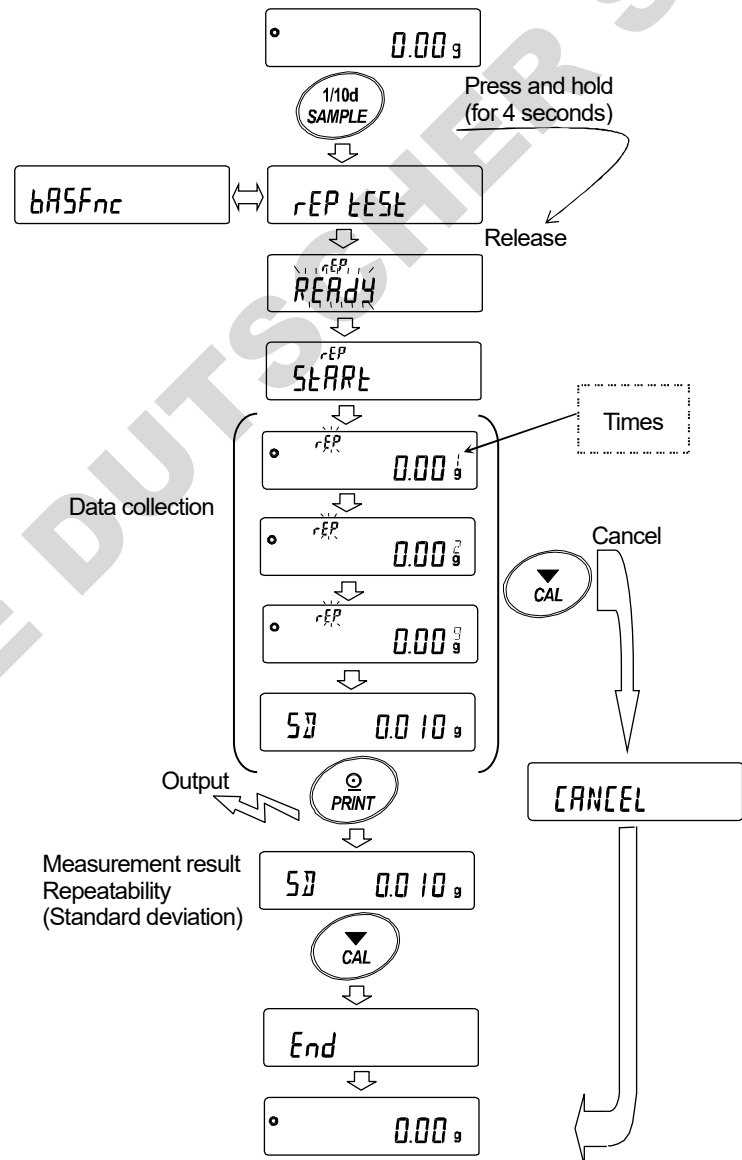 0.00 g
1/10d
SAMPLE
Press and hold
(for 4 seconds)
bASFnc
rEP tESt
Release
rEP
REAdy
rEP
StARt
Times
Data collection
rEP
0.00 g 1
rEP
0.00 g 2
Cancel
CAL
rEP
0.00 g 9
SD 0.010 g
Output
PRINT
CANCEL
Measurement result
Repeatability
(Standard deviation)
SD 0.010 g
CAL
End
0.00 g
E DUTSCHER S